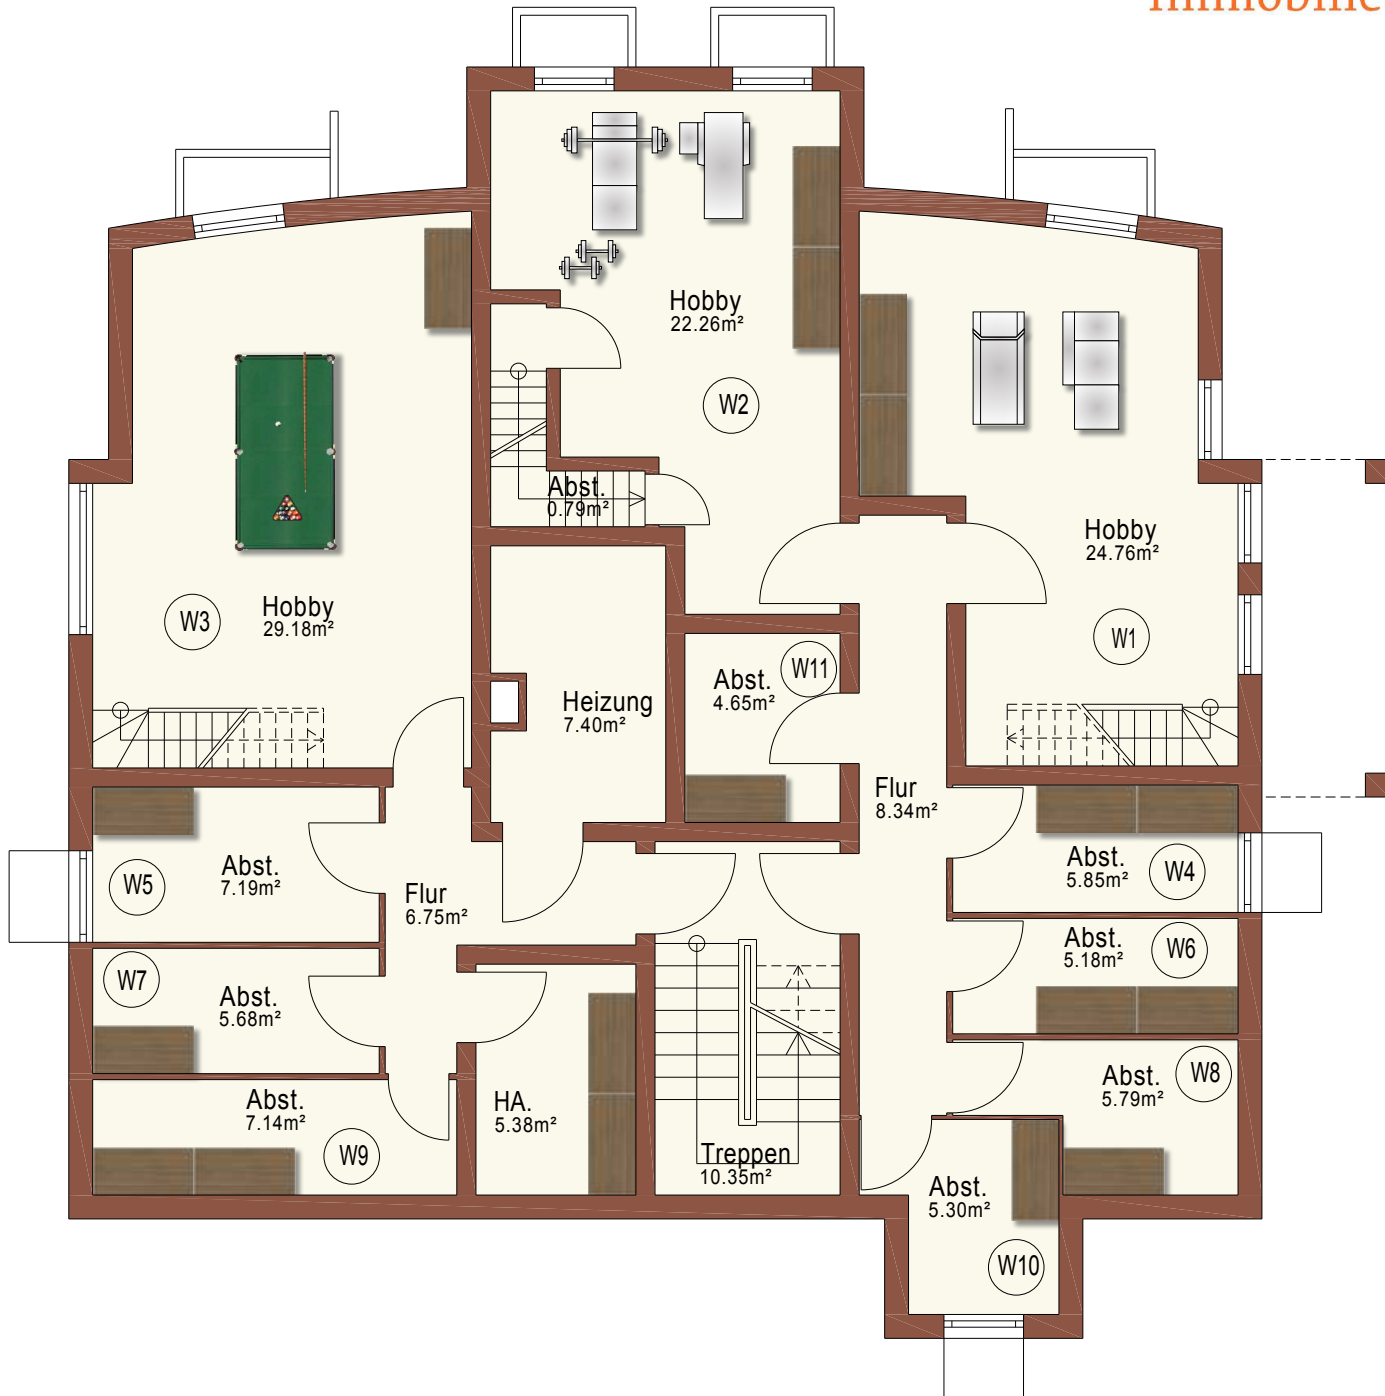 Hobby
22.26m²
W2
Abst.
0.79m²
Hobby
24.76m²
W1
W3
Hobby
29.18m²
Heizung
7.40m²
Abst.
4.65m²
W11
Flur
8.34m²
W5
Abst.
7.19m²
Flur
6.75m²
Abst.
5.85m²
W4
Abst.
5.18m²
W6
W7
Abst.
5.68m²
Abst.
7.14m²
W9
HA.
5.38m²
Treppen
10.35m²
Abst.
5.79m²
W8
Abst.
5.30m²
W10